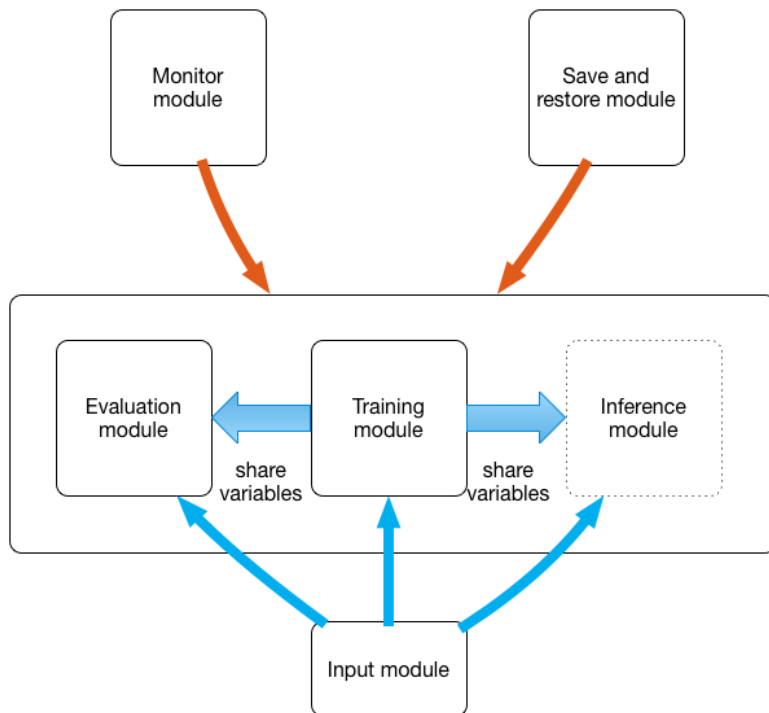 Monitor
module
Save and
restore module
Evaluation
module
Training
module
Inference
module
share
variables
share
variables
Input module